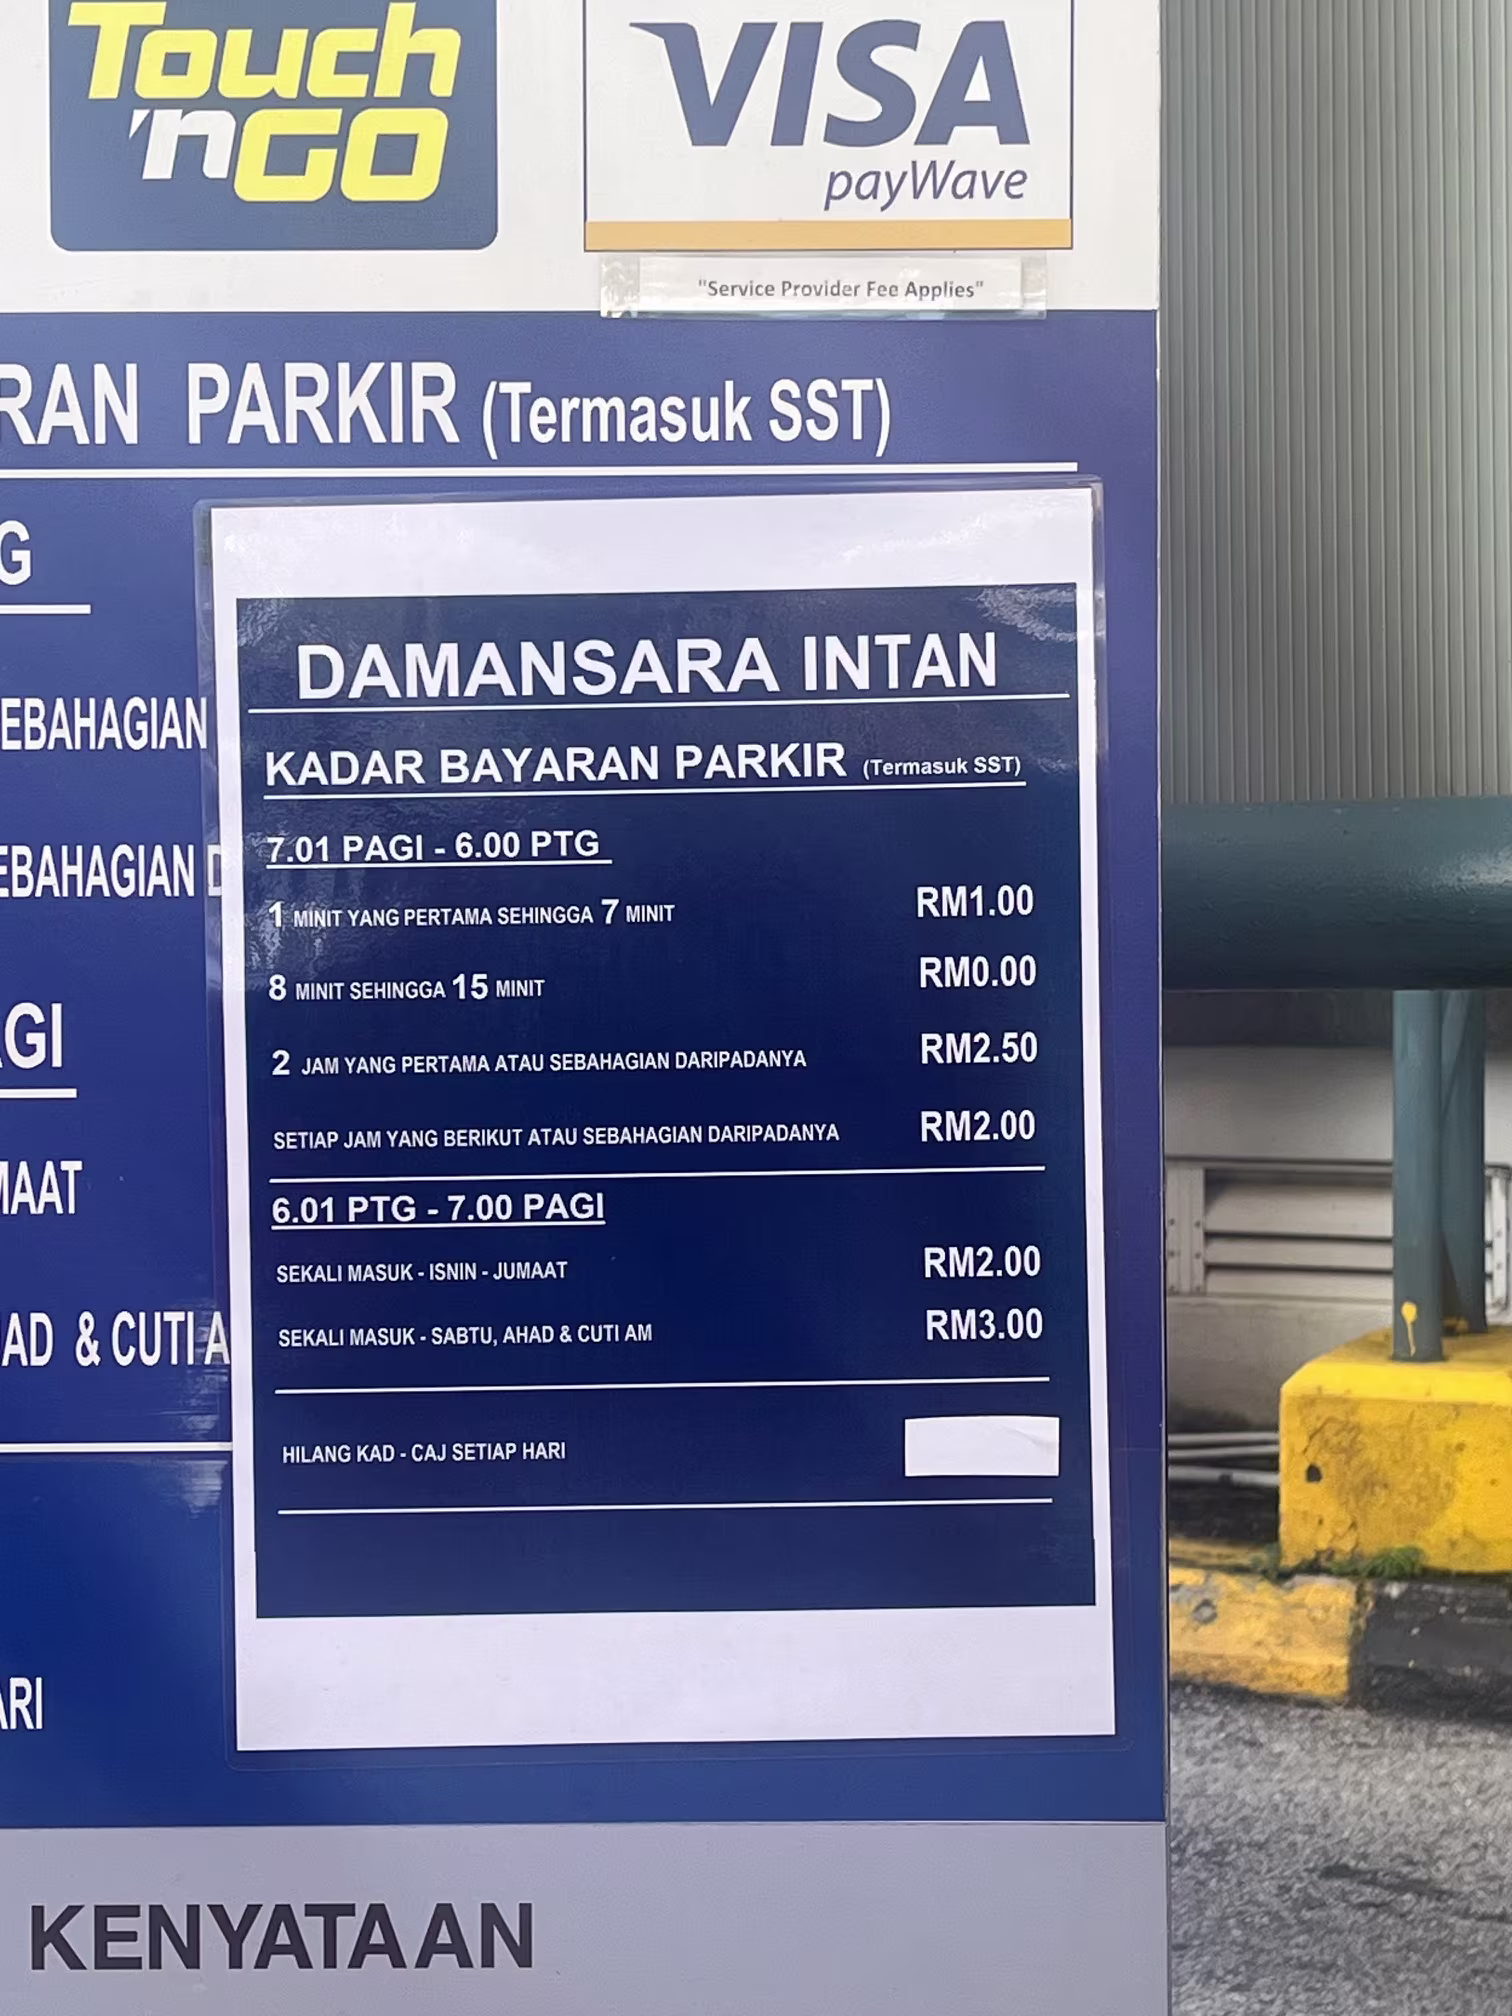 Touch
'nGO
VISA
payWave
"Service Provider Fee Applies"
RAN PARKIR (Termasuk SST)
G
EBAHAGIAN
EBAHAGIAN D
AGI
MAAT
AD & CUTI A
ARI
DAMANSARA INTAN
KADAR BAYARAN PARKIR (Termasuk SST)
7.01 PAGI - 6.00 PTG
1 MINIT YANG PERTAMA SEHINGGA 7 MINIT RM1.00
8 MINIT SEHINGGA 15 MINIT RM0.00
2 JAM YANG PERTAMA ATAU SEBAHAGIAN DARIPADANYA RM2.50
SETIAP JAM YANG BERIKUT ATAU SEBAHAGIAN DARIPADANYA RM2.00
6.01 PTG - 7.00 PAGI
SEKALI MASUK - ISNIN - JUMAAT RM2.00
SEKALI MASUK - SABTU, AHAD & CUTI AM RM3.00
HILANG KAD - CAJ SETIAP HARI
KENYATAAN